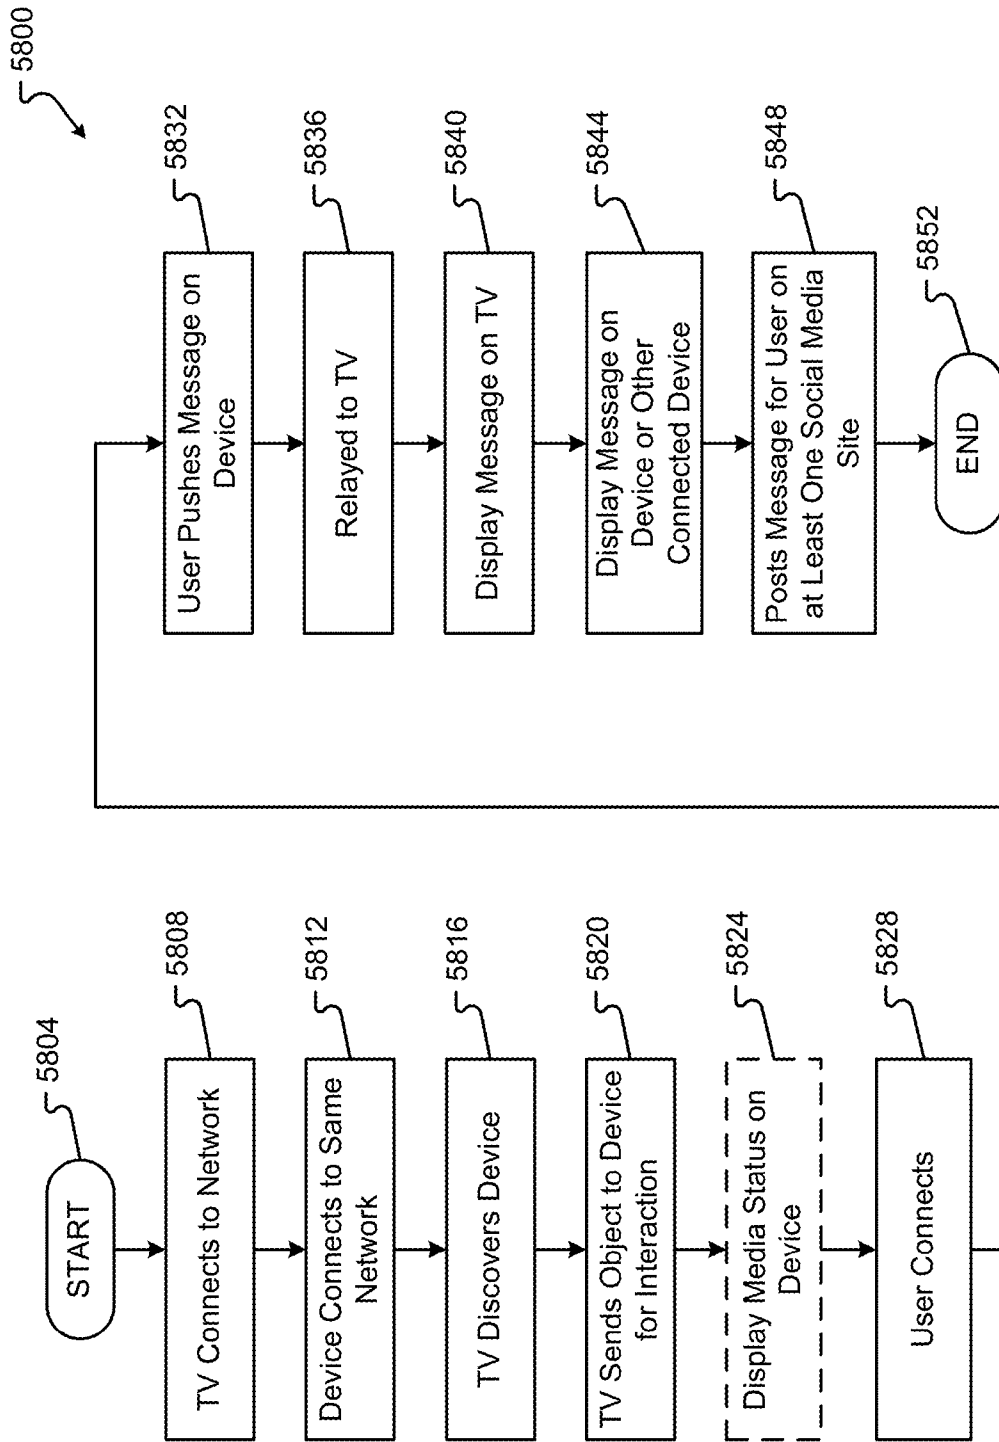 5800
START
5804
TV Connects to Network
5808
Device Connects to Same
Network
5812
TV Discovers Device
5816
TV Sends Object to Device
for Interaction
5820
Display Media Status on
Device
5824
User Connects
5828
User Pushes Message on
Device
5832
Relayed to TV
5836
Display Message on TV
5840
Display Message on
Device or Other
Connected Device
5844
Posts Message for User on
at Least One Social Media
Site
5848
END
5852